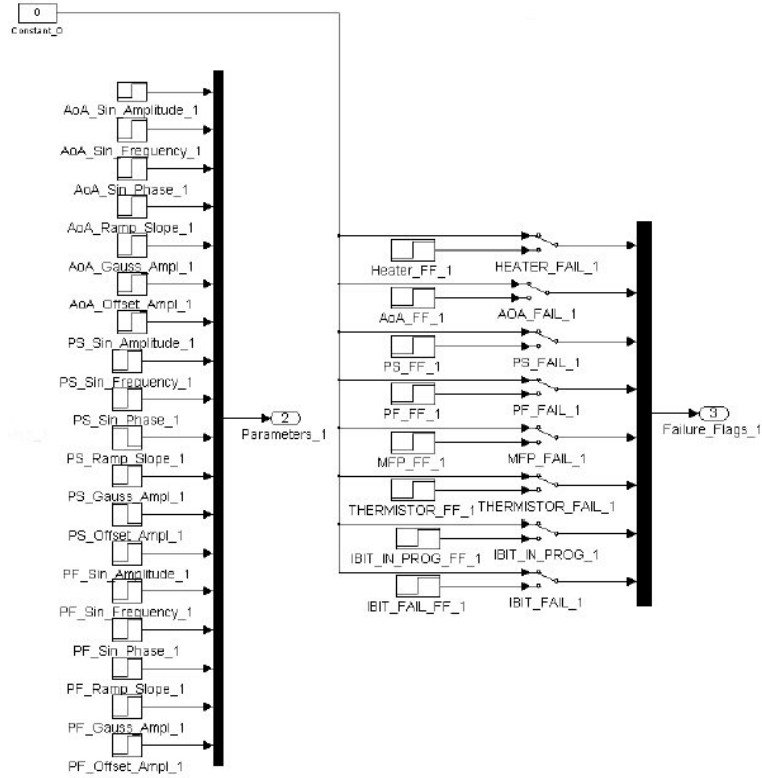 0
Constant_0
AoA_Sin_Amplitude_1
AoA_Sin_Frequency_1
AoA_Sin_Phase_1
AoA_Ramp_Slope_1
AoA_Gauss_Ampl_1
AoA_Offset_Ampl_1
PS_Sin_Amplitude_1
PS_Sin_Frequency_1
PS_Sin_Phase_1
PS_Ramp_Slope_1
PS_Gauss_Ampl_1
PS_Offset_Ampl_1
PF_Sin_Amplitude_1
PF_Sin_Frequency_1
PF_Sin_Phase_1
PF_Ramp_Slope_1
PF_Gauss_Ampl_1
PF_Offset_Ampl_1
2
Parameters_1
Heater_FF_1
HEATER_FAIL_1
AoA_FF_1
AOA_FAIL_1
PS_FF_1
PS_FAIL_1
PF_FF_1
PF_FAIL_1
MFP_FF_1
MFP_FAIL_1
THERMISTOR_FF_1
THERMISTOR_FAIL_1
IBIT_IN_PROG_FF_1
IBIT_IN_PROG_1
IBIT_FAIL_FF_1
IBIT_FAIL_1
3
Failure_Flags_1